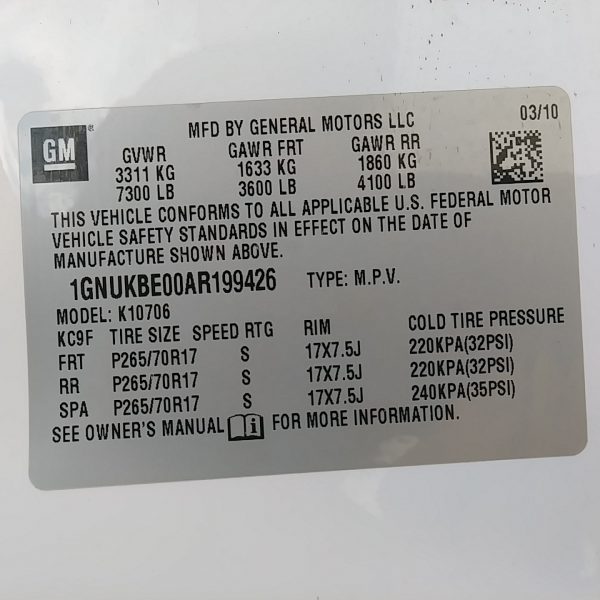 GM® MFD BY GENERAL MOTORS LLC 03/10
GVWR GAWR FRT GAWR RR
3311 KG 1633 KG 1860 KG
7300 LB 3600 LB 4100 LB
THIS VEHICLE CONFORMS TO ALL APPLICABLE U.S. FEDERAL MOTOR
VEHICLE SAFETY STANDARDS IN EFFECT ON THE DATE OF
MANUFACTURE SHOWN ABOVE.
1GNUKBE00AR199426 TYPE: M.P.V.
MODEL: K10706
KC9F TIRE SIZE SPEED RTG RIM COLD TIRE PRESSURE
FRT P265/70R17 S 17X7.5J 220KPA(32PSI)
RR P265/70R17 S 17X7.5J 220KPA(32PSI)
SPA P265/70R17 S 17X7.5J 240KPA(35PSI)
SEE OWNER'S MANUAL i FOR MORE INFORMATION.